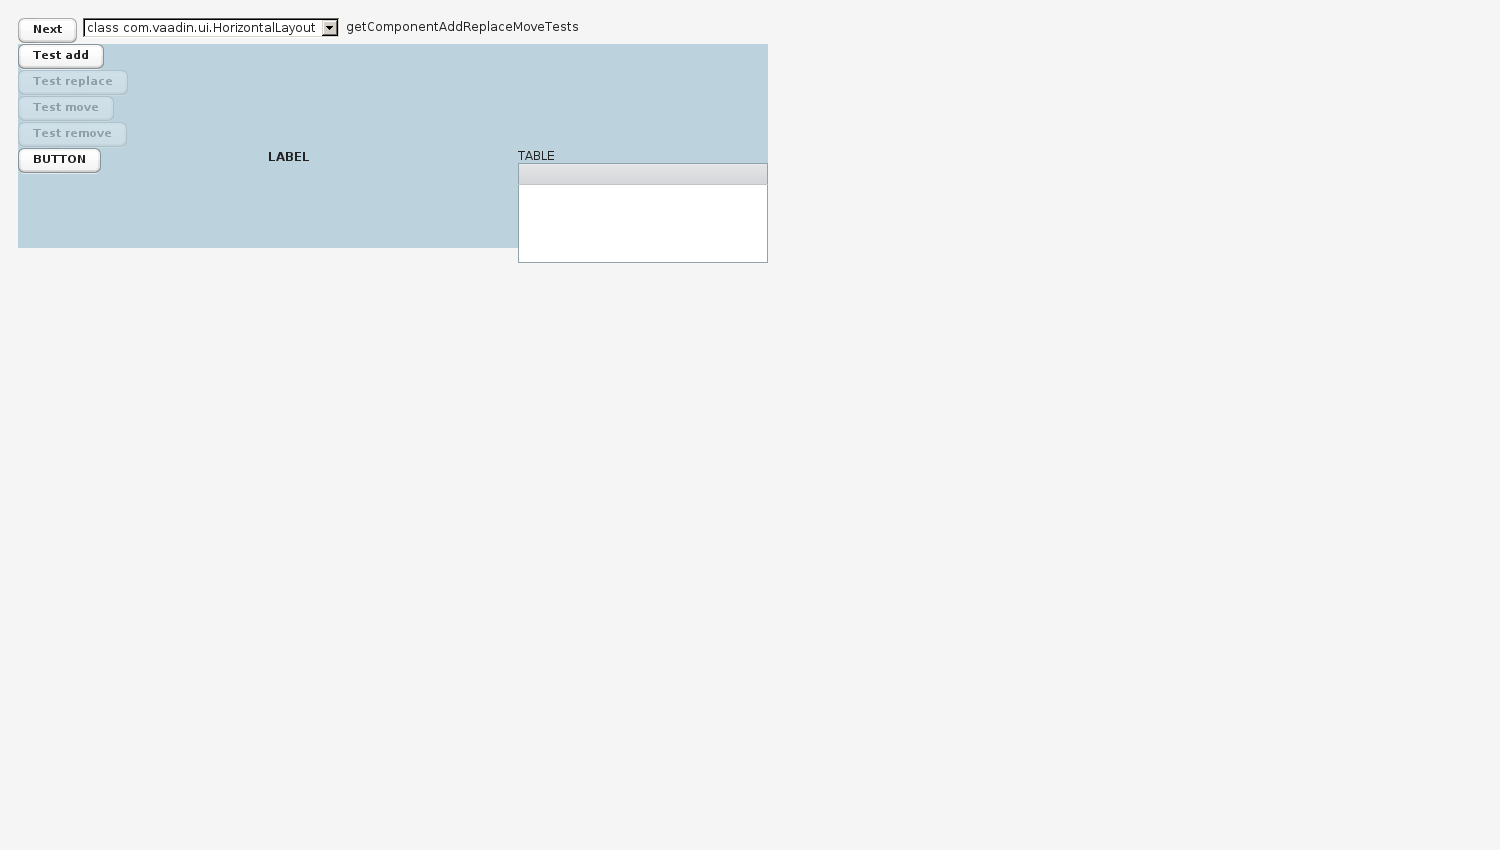 Next class com.vaadin.ui.HorizontalLayout getComponentAddReplaceMoveTests
Test add
Test replace
Test move
Test remove
BUTTON LABEL TABLE